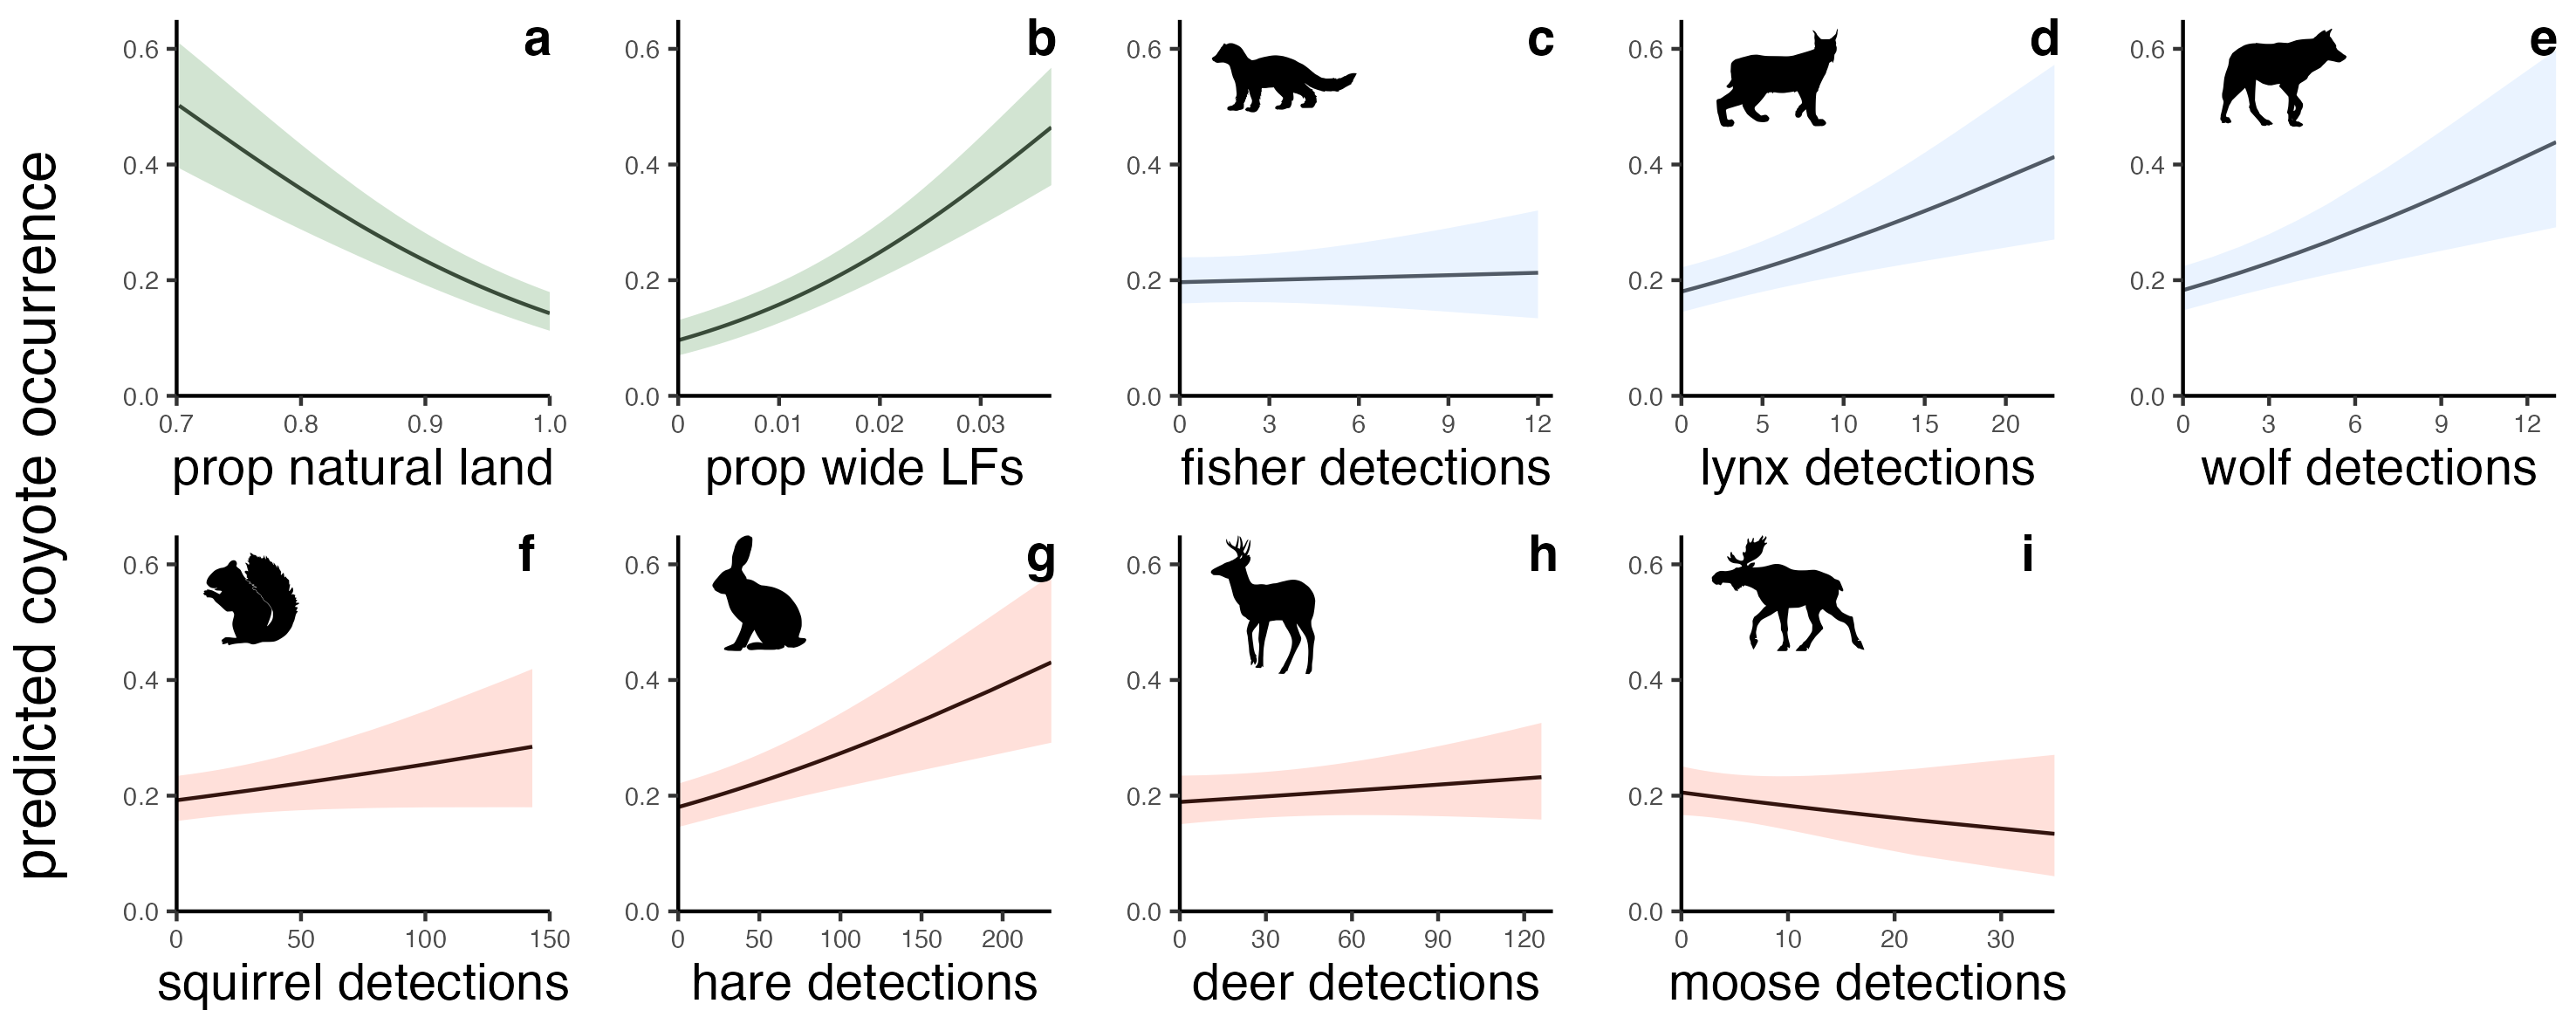 predicted coyote occurrence
a
0.6
0.4
0.2
0.0
0.7 0.8 0.9 1.0
prop natural land
b
0.6
0.4
0.2
0.0
0 0.01 0.02 0.03
prop wide LFs
c
0.6
0.4
0.2
0.0
0 3 6 9 12
fisher detections
d
0.6
0.4
0.2
0.0
0 5 10 15 20
lynx detections
e
0.6
0.4
0.2
0.0
0 3 6 9 12
wolf detections
f
0.6
0.4
0.2
0.0
0 50 100 150
squirrel detections
g
0.6
0.4
0.2
0.0
0 50 100 150 200
hare detections
h
0.6
0.4
0.2
0.0
0 30 60 90 120
deer detections
i
0.6
0.4
0.2
0.0
0 10 20 30
moose detections